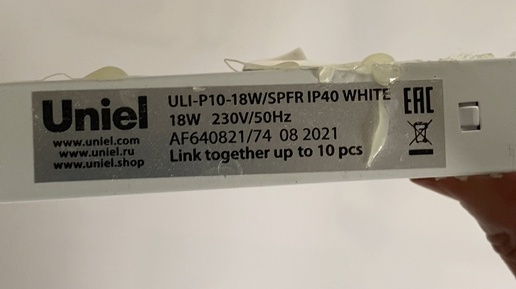 Uniel
www.uniel.com
www.uniel.ru
www.uniel.shop
ULI-P10-18W/SPFR IP40 WHITE
18W 230V/50Hz
AF640821/74 08 2021
Link together up to 10 pcs
EAC